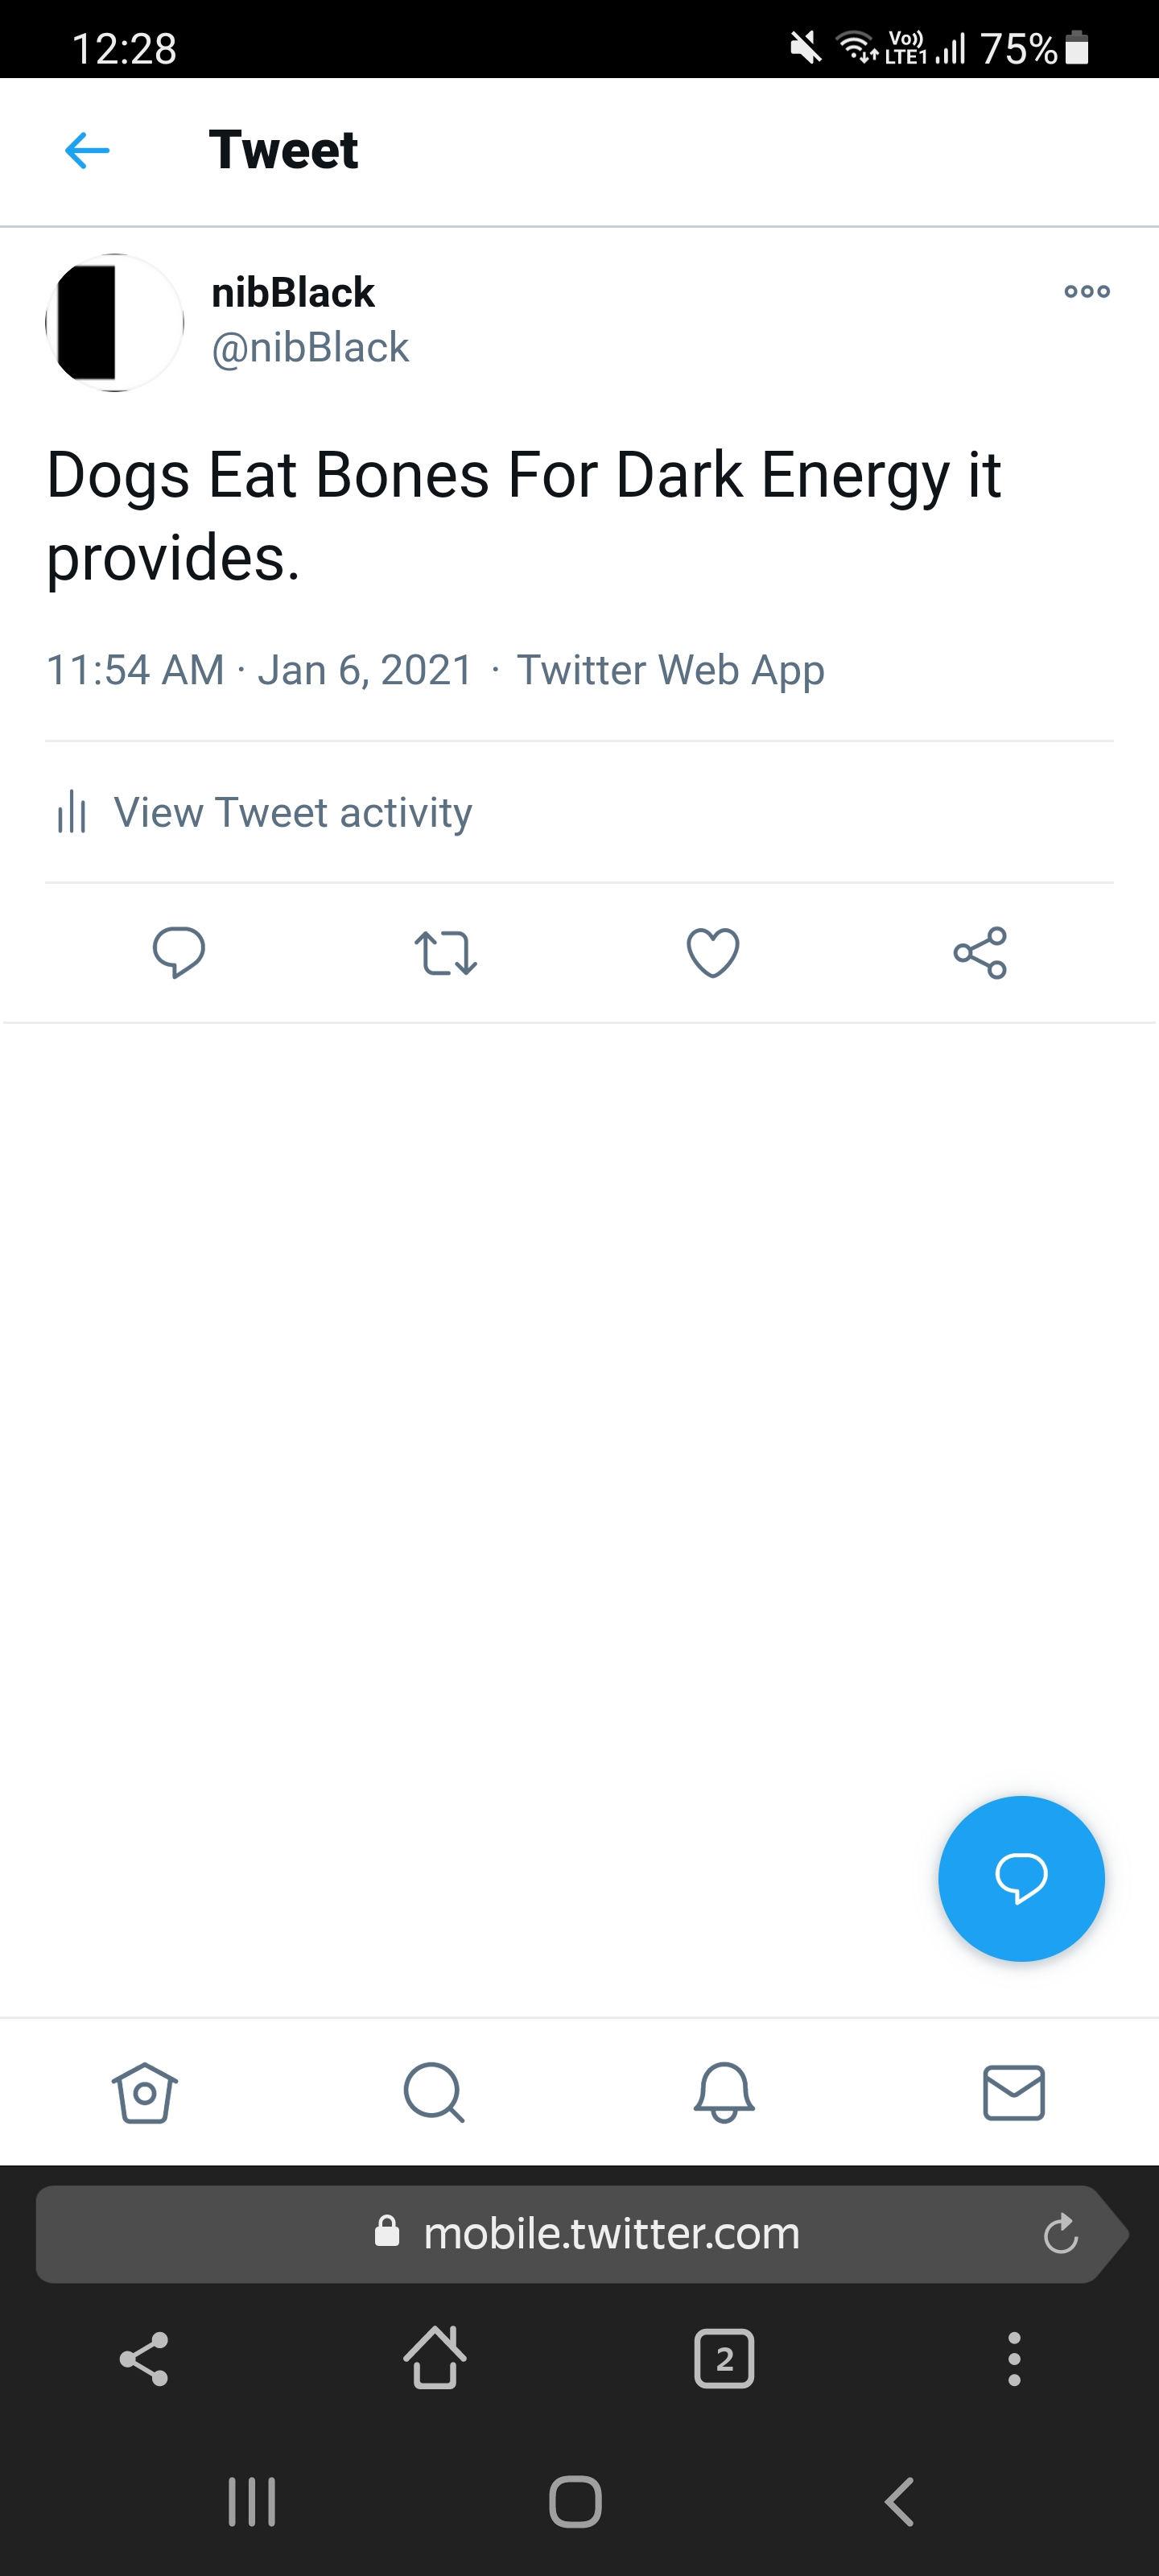 12:28 Vo)) LTE1 75%
Tweet
nibBlack
@nibBlack
Dogs Eat Bones For Dark Energy it
provides.
11:54 AM · Jan 6, 2021 · Twitter Web App
View Tweet activity
mobile.twitter.com
2